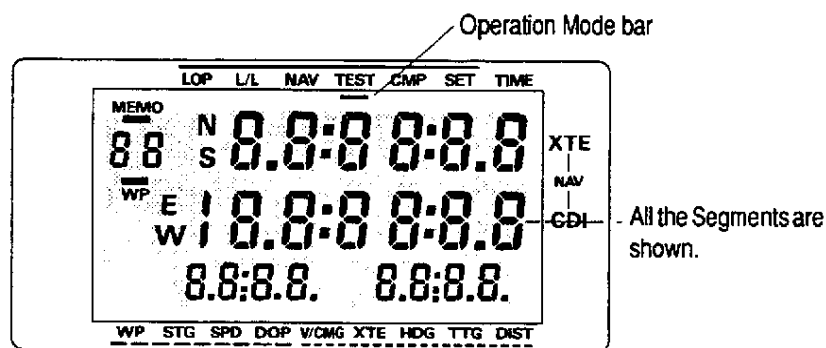 Operation Mode bar
LOP L/L NAV TEST CMP SET TIME
MEMO
88 N 8.8:8 8:8.8
S
XTE
NAV
CDI
WP
E 18.8:8 8:8.8
W
All the Segments are
shown.
8.8:8.8. 8.8:8.8.
WP STG SPD DOP V/CMG XTE HDG TTG DIST